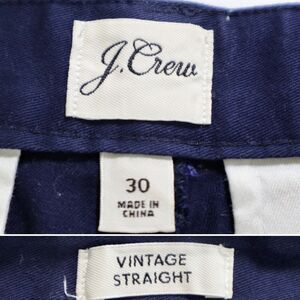 J.Crew
30
MADE IN
CHINA
VINTAGE
STRAIGHT